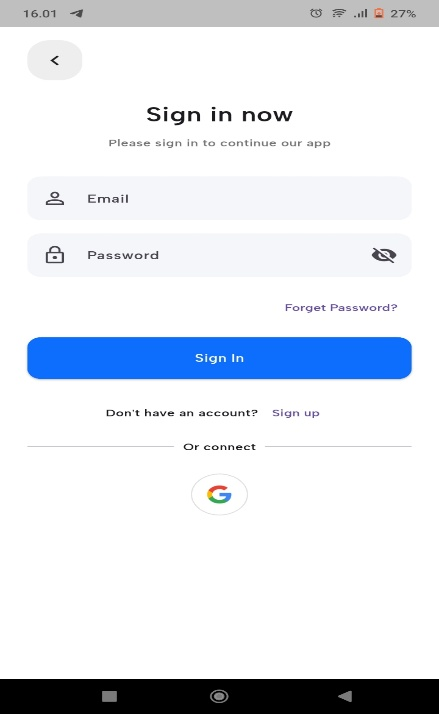 16.01 27%
Sign in now
Please sign in to continue our app
Email
Password
Forget Password?
Sign In
Don't have an account? Sign up
Or connect